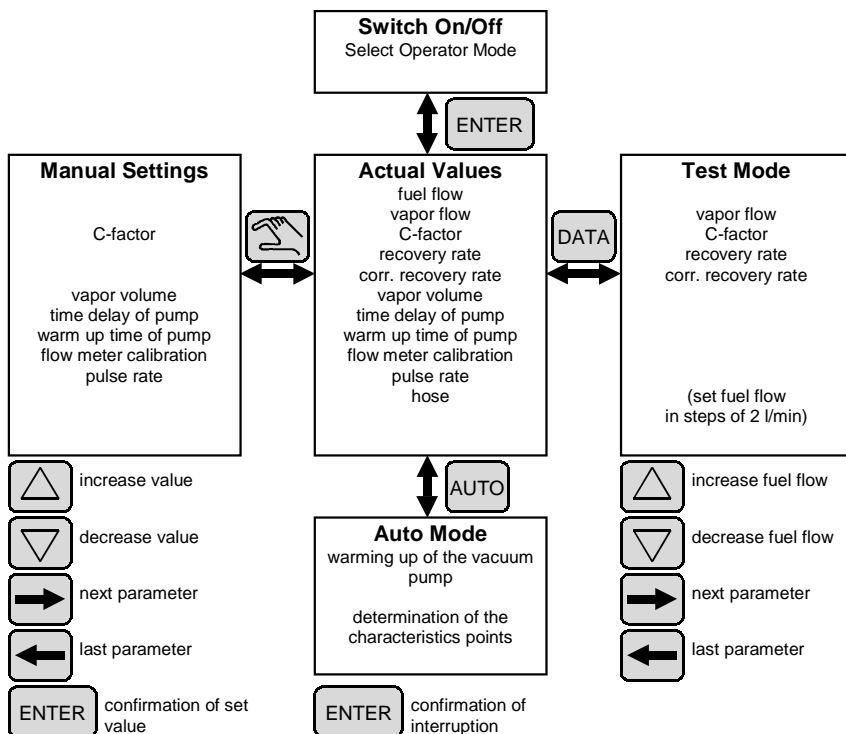 Switch On/Off
Select Operator Mode
ENTER
Manual Settings
C-factor
vapor volume
time delay of pump
warm up time of pump
flow meter calibration
pulse rate
Actual Values
fuel flow
vapor flow
C-factor
recovery rate
corr. recovery rate
vapor volume
time delay of pump
warm up time of pump
flow meter calibration
pulse rate
hose
DATA
Test Mode
vapor flow
C-factor
recovery rate
corr. recovery rate
(set fuel flow
in steps of 2 l/min)
increase value
decrease value
next parameter
last parameter
ENTER
confirmation of set
value
AUTO
Auto Mode
warming up of the vacuum
pump
determination of the
characteristics points
ENTER
confirmation of
interruption
increase fuel flow
decrease fuel flow
next parameter
last parameter